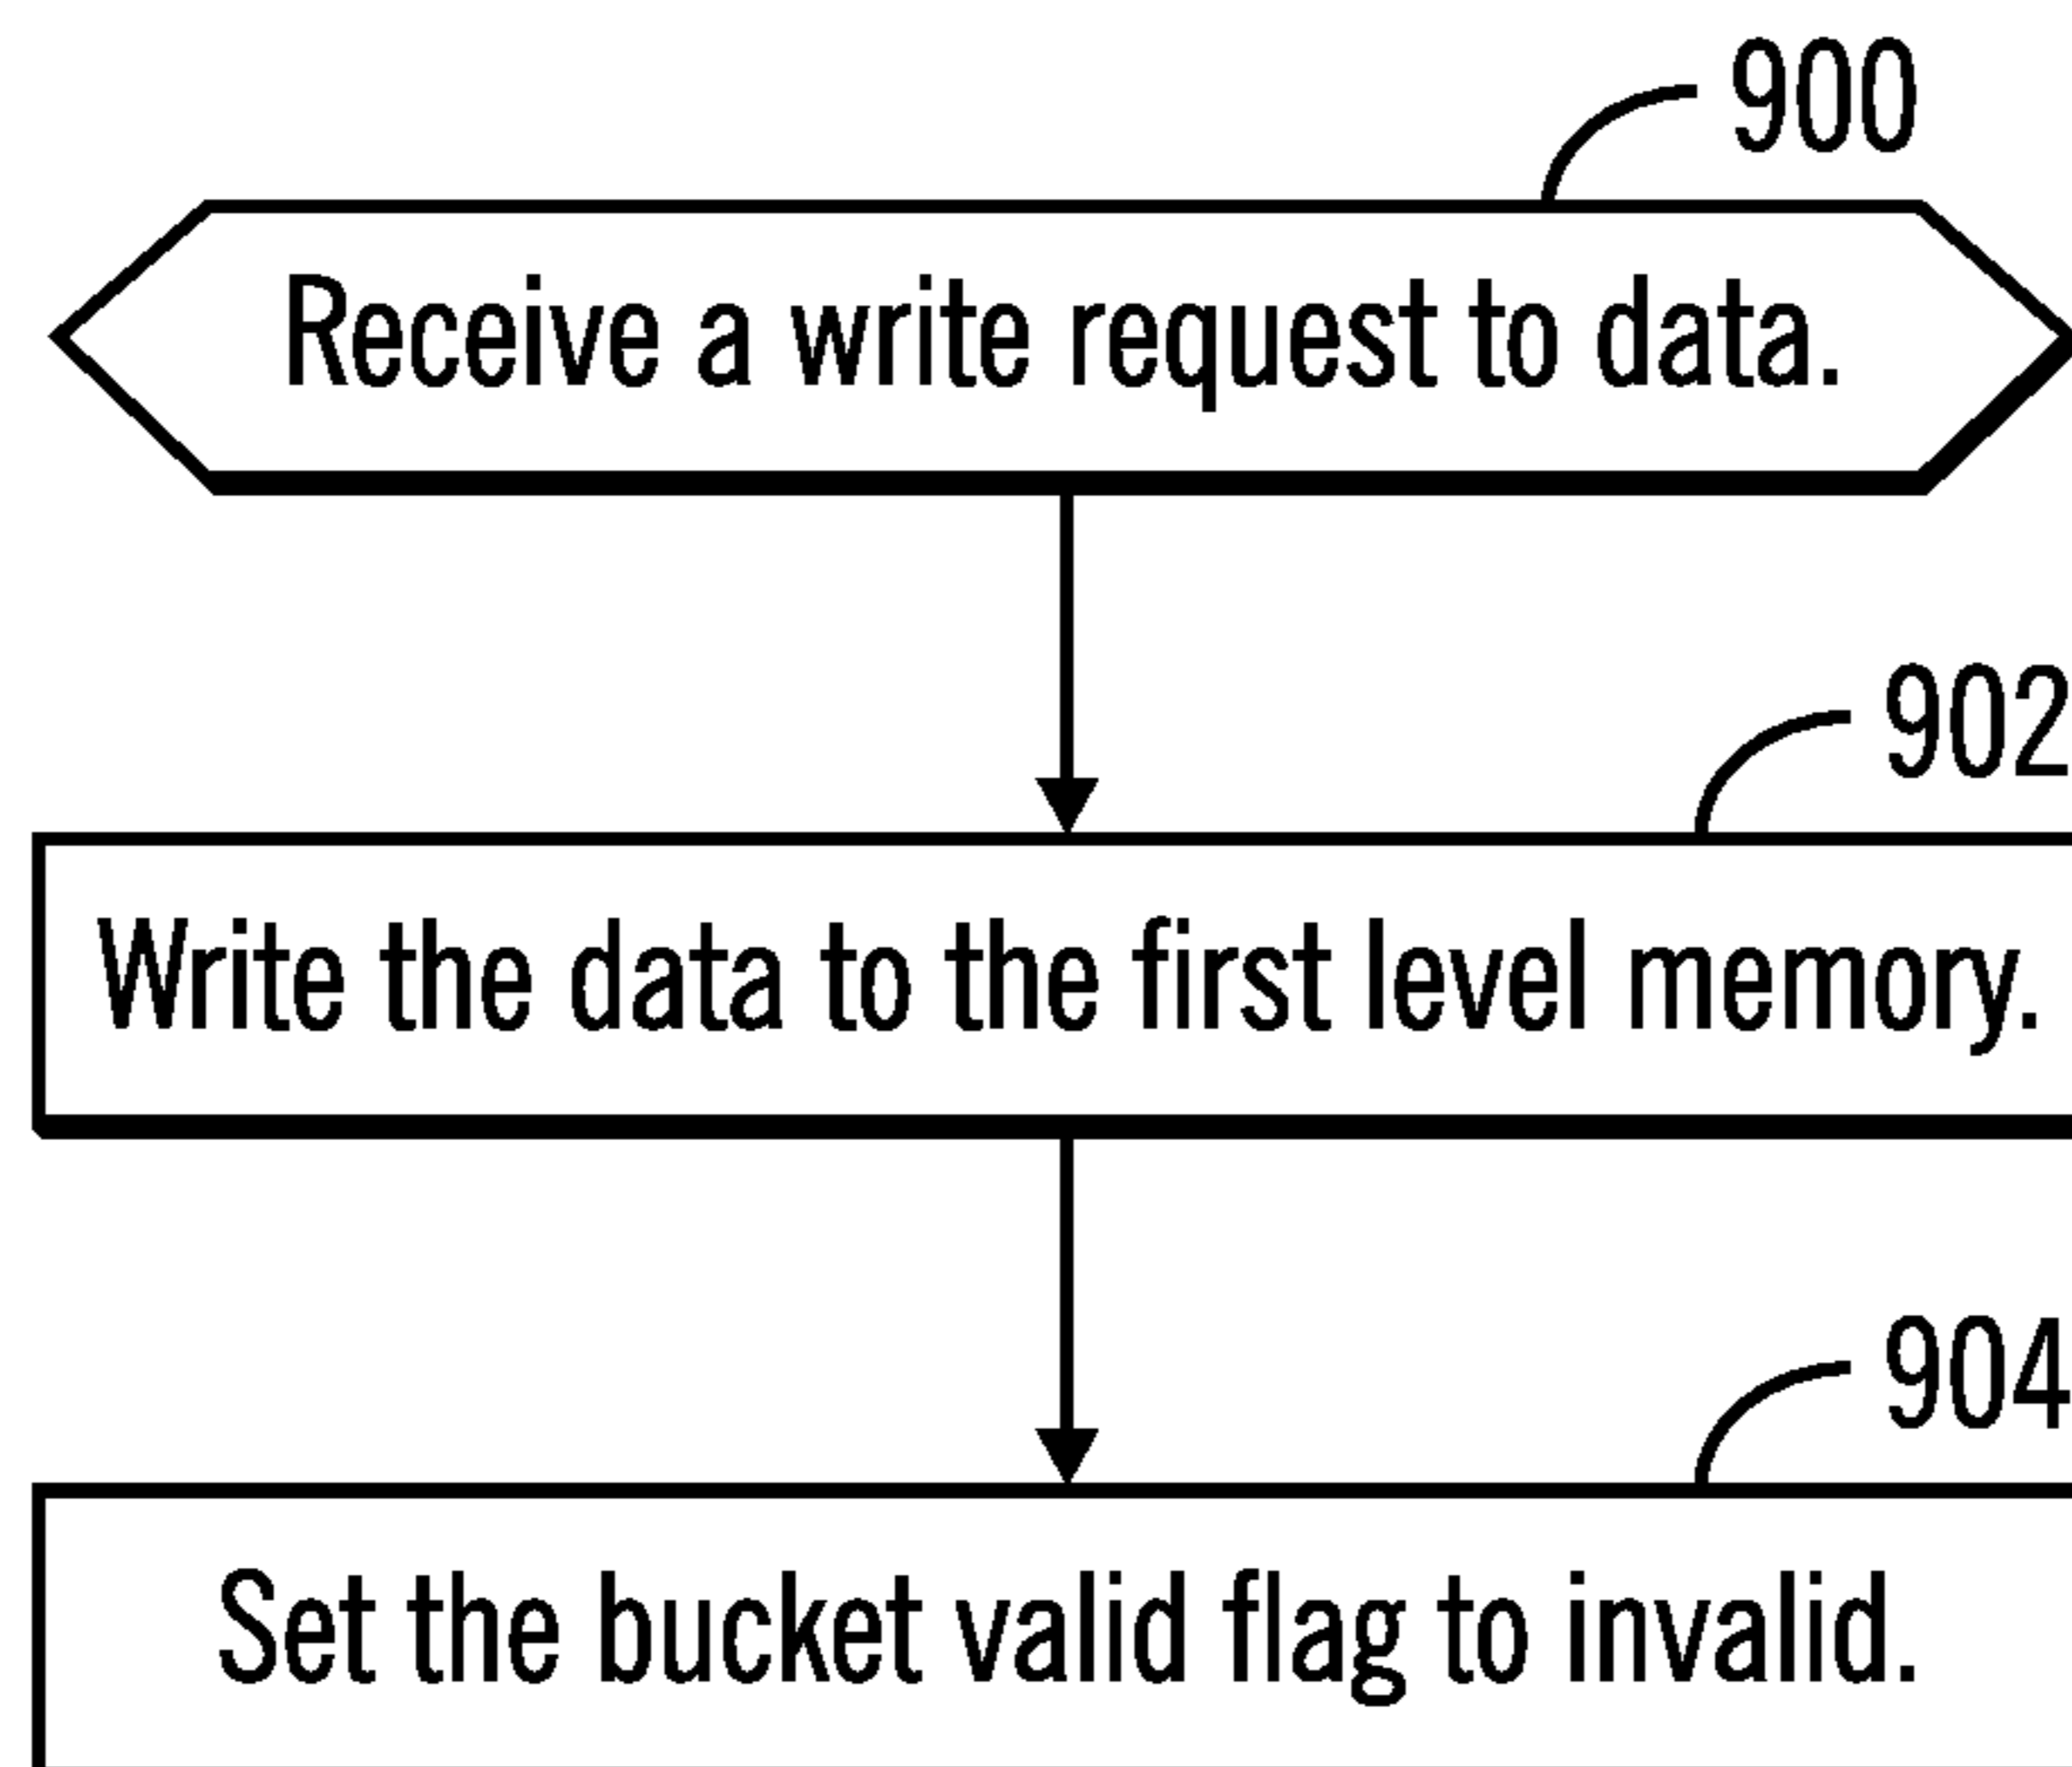 900
Receive a write request to data.
902
Write the data to the first level memory.
904
Set the bucket valid flag to invalid.